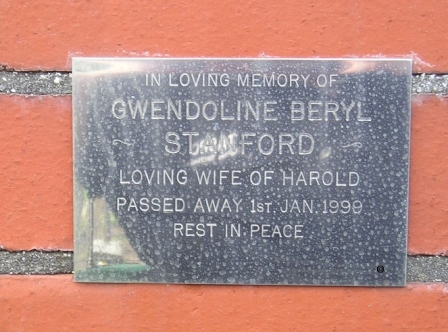 IN LOVING MEMORY OF
GWENDOLINE BERYL
~ STANFORD ~
LOVING WIFE OF HAROLD
PASSED AWAY 1ST. JAN. 1999
REST IN PEACE